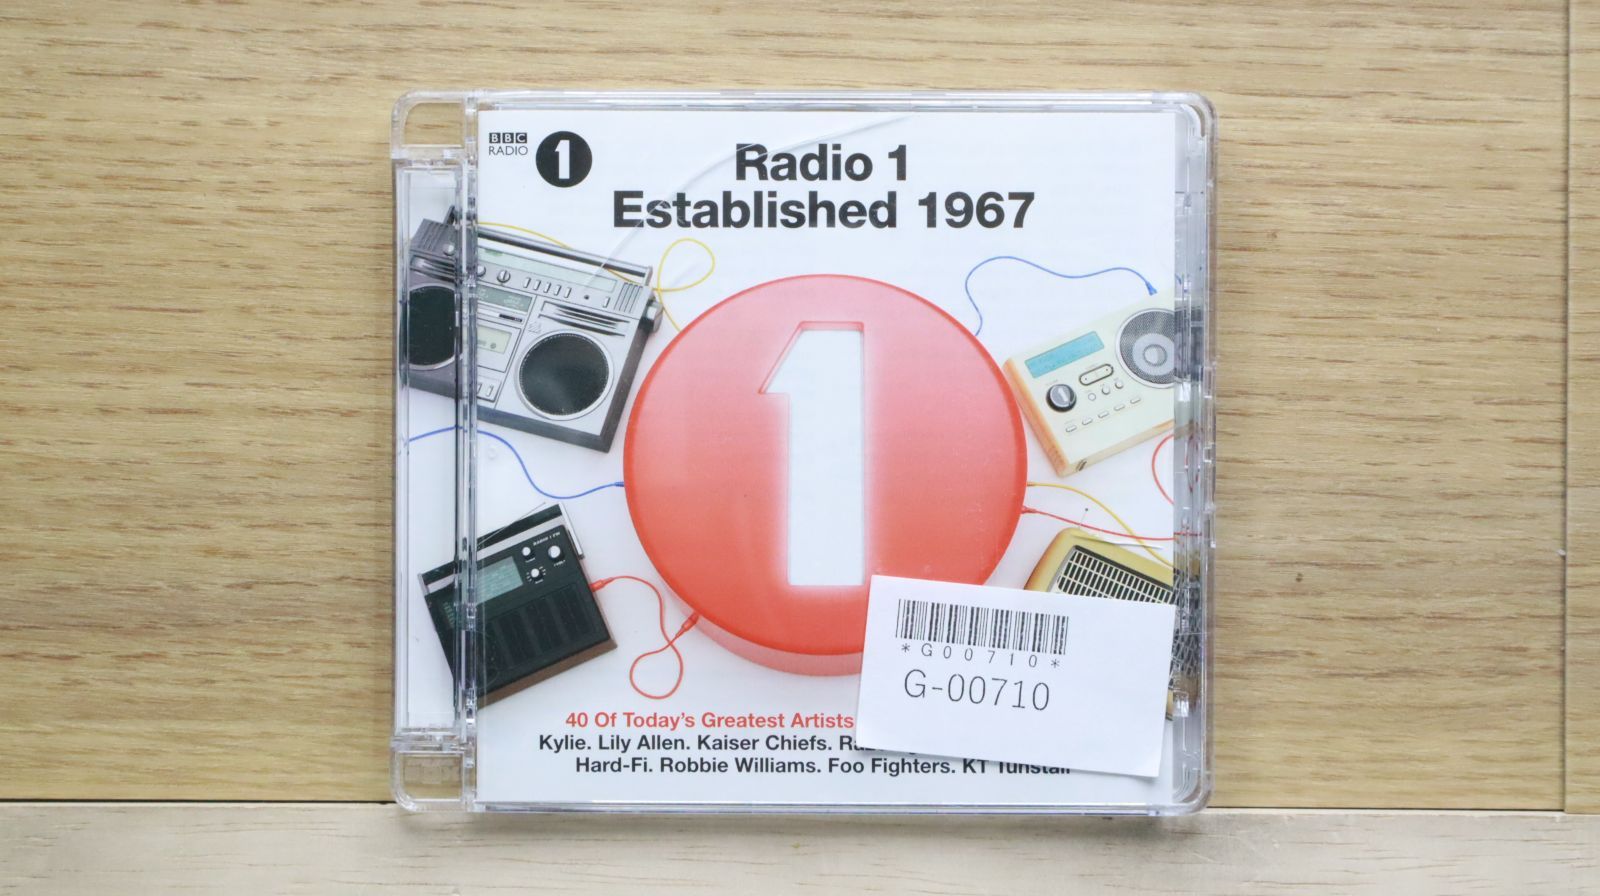 BBC
RADIO
1
Radio 1
Established 1967
1
*G00710*
G-00710
40 Of Today's Greatest Artists
Kylie. Lily Allen. Kaiser Chiefs.
Hard-Fi. Robbie Williams. Foo Fighters. KT Tunstall